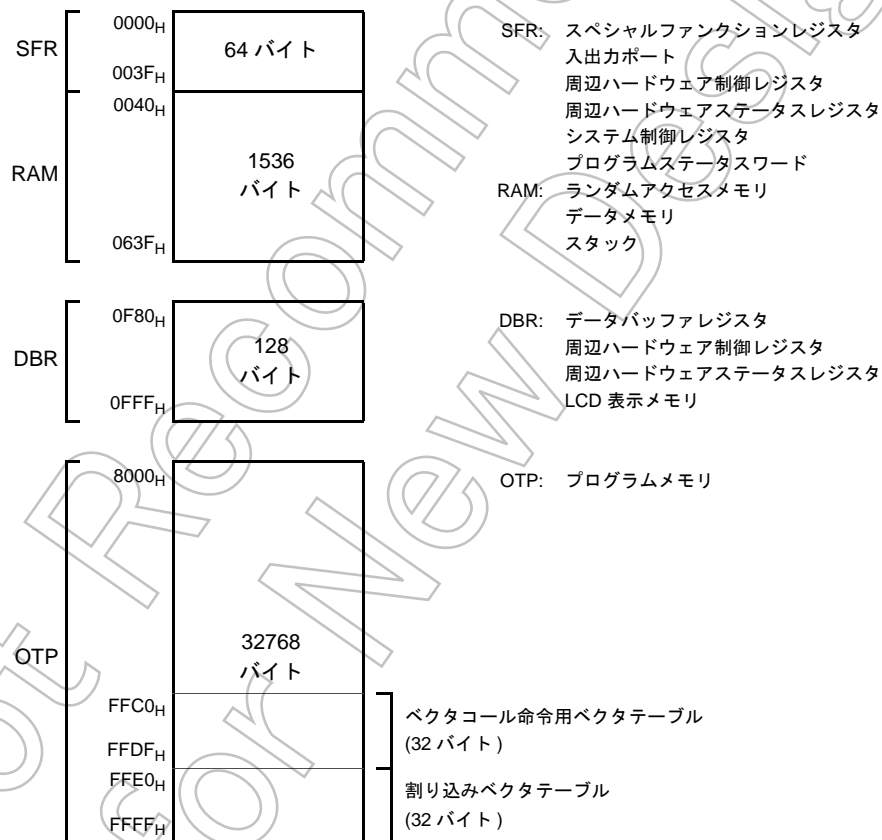 0000H
SFR
64 バイト
003FH
0040H
RAM
1536
バイト
063FH
SFR: スペシャルファンクションレジスタ
入出力ポート
周辺ハードウェア制御レジスタ
周辺ハードウェアステータスレジスタ
システム制御レジスタ
プログラムステータスワード
RAM: ランダムアクセスメモリ
データメモリ
スタック
0F80H
DBR
128
バイト
0FFFH
DBR: データバッファレジスタ
周辺ハードウェア制御レジスタ
周辺ハードウェアステータスレジスタ
LCD 表示メモリ
8000H
OTP: プログラムメモリ
OTP
32768
バイト
FFC0H
FFDFH
ベクタコール命令用ベクタテーブル
(32 バイト )
FFE0H
FFFFH
割り込みベクタテーブル
(32 バイト )
Not Recomme
for New Desig